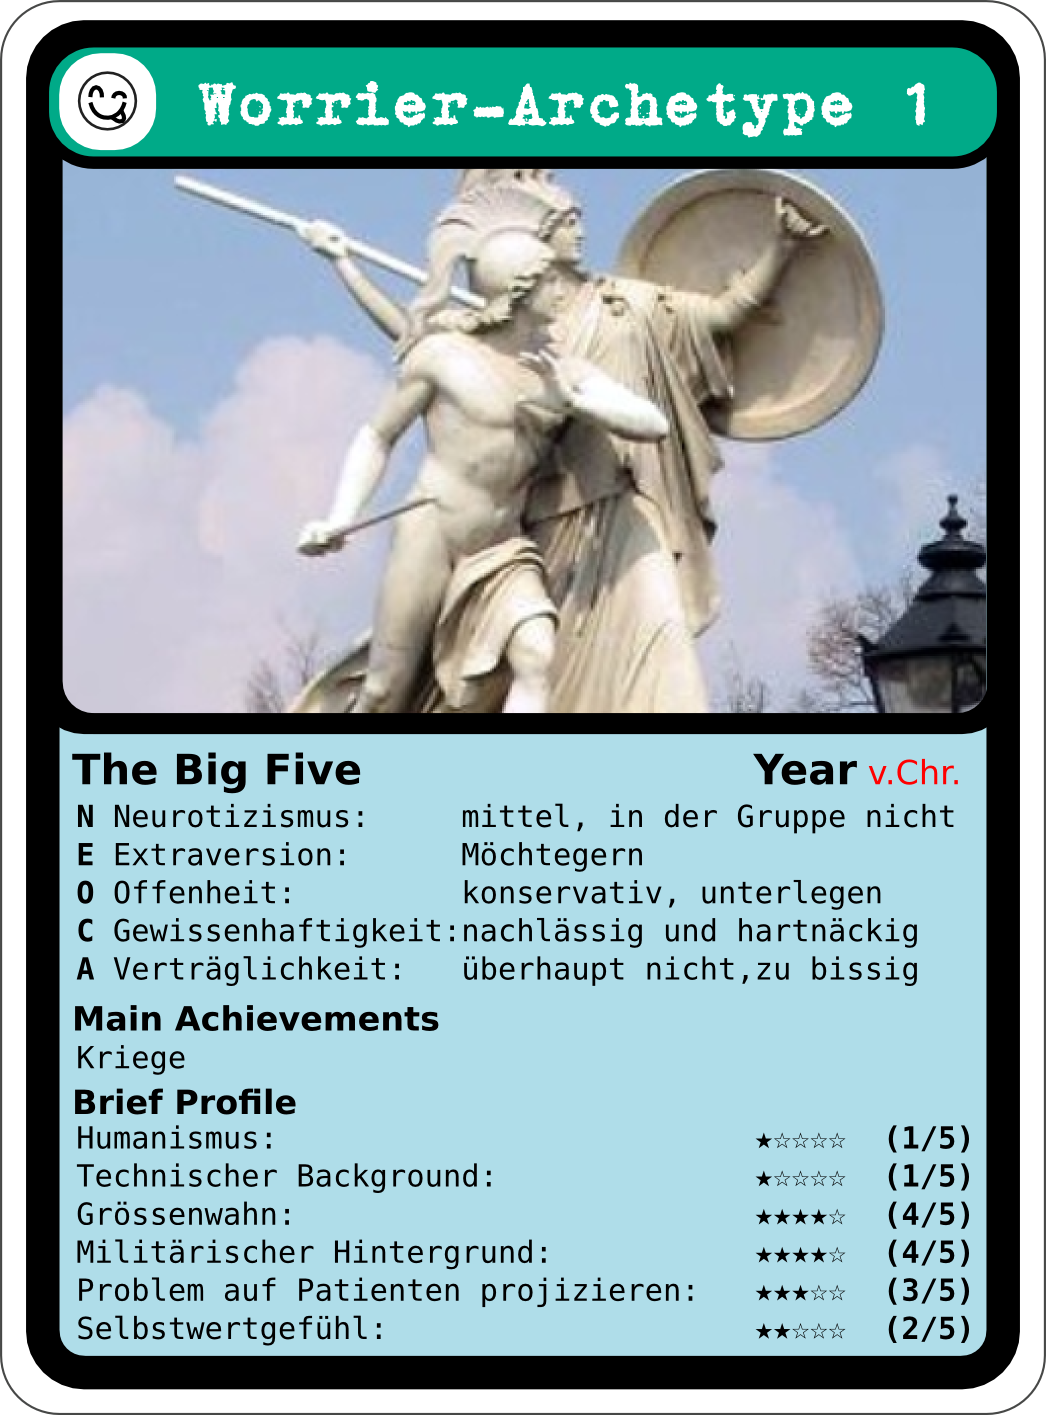 Worrier-Archetype 1
The Big Five Year v.Chr.
N Neurotizismus: mittel, in der Gruppe nicht
E Extraversion: Möchtegern
O Offenheit: konservativ, unterlegen
C Gewissenhaftigkeit:nachlässig und hartnäckig
A Verträglichkeit: überhaupt nicht,zu bissig
Main Achievements
Kriege
Brief Profile
Humanismus: ★☆☆☆☆ (1/5)
Technischer Background: ★☆☆☆☆ (1/5)
Grössenwahn: ★★★★☆ (4/5)
Militärischer Hintergrund: ★★★★☆ (4/5)
Problem auf Patienten projizieren: ★★★☆☆ (3/5)
Selbstwertgefühl: ★★☆☆☆ (2/5)